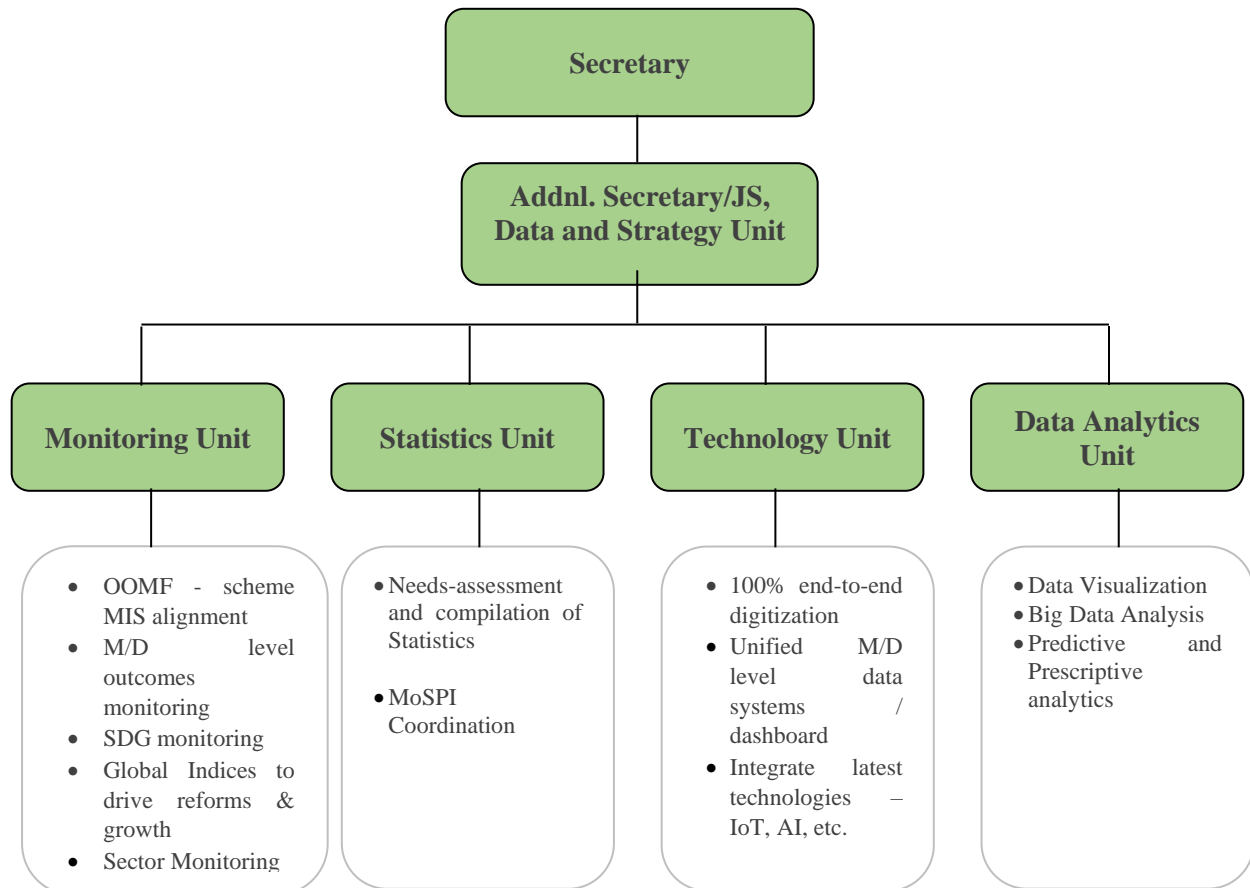 Secretary
Addnl. Secretary/JS,
Data and Strategy Unit
Monitoring Unit
Statistics Unit
Technology Unit
Data Analytics
Unit
• OOMF - scheme
MIS alignment
• M/D level
outcomes
monitoring
• SDG monitoring
• Global Indices to
drive reforms &
growth
• Sector Monitoring
• Needs-assessment
and compilation of
Statistics
• MoSPI
Coordination
• 100% end-to-end
digitization
• Unified M/D
level data
systems /
dashboard
• Integrate latest
technologies –
IoT, AI, etc.
• Data Visualization
• Big Data Analysis
• Predictive and
Prescriptive
analytics